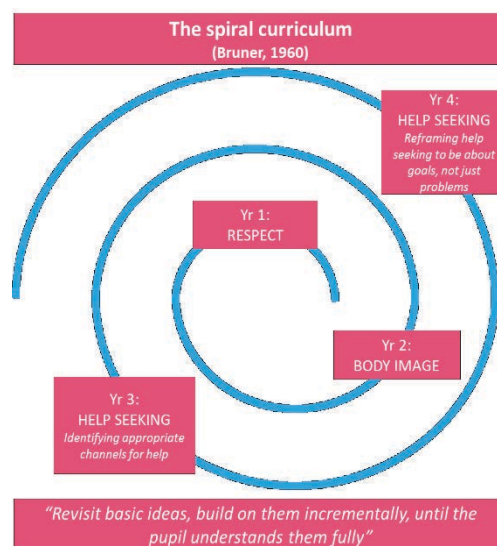 The spiral curriculum
(Bruner, 1960)
Yr 4:
HELP SEEKING
Reframing help
seeking to be about
goals, not just
problems
Yr 1:
RESPECT
Yr 2:
BODY IMAGE
Yr 3:
HELP SEEKING
Identifying appropriate
channels for help
“Revisit basic ideas, build on them incrementally, until the
pupil understands them fully”